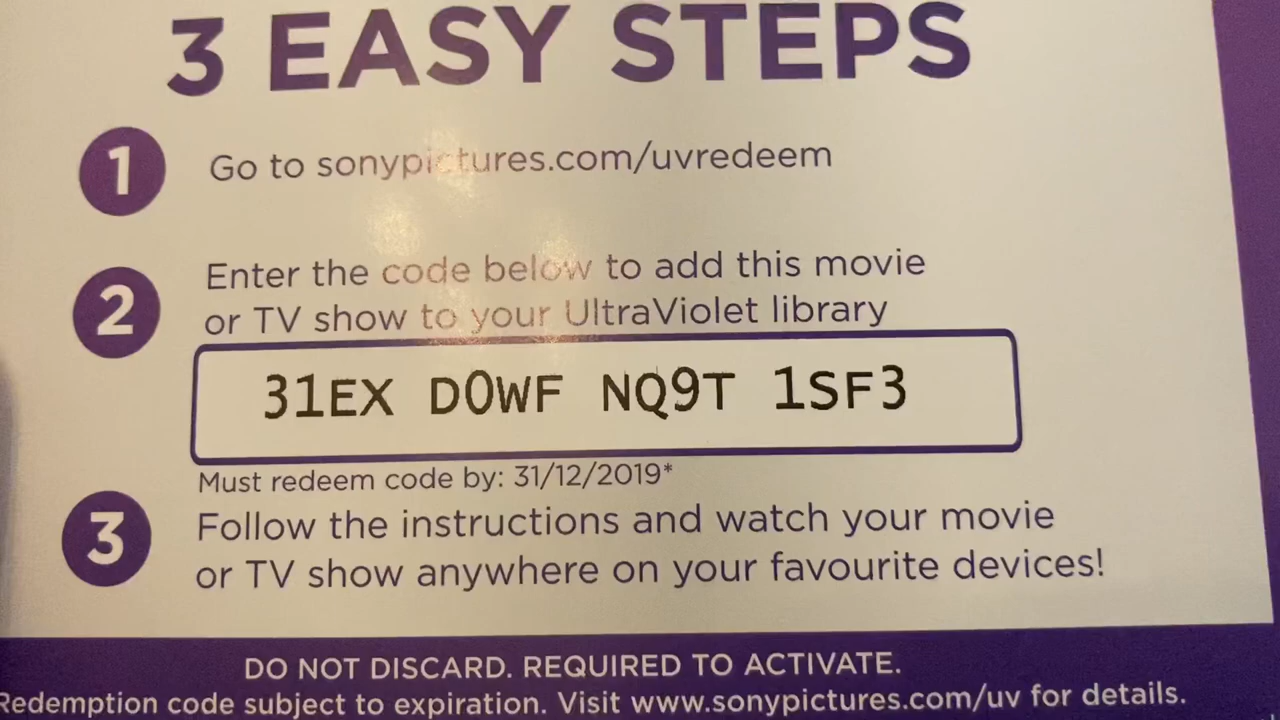 3 EASY STEPS
1 Go to sonypictures.com/uvredeem
2 Enter the code below to add this movie
or TV show to your UltraViolet library
31EX D0WF NQ9T 1SF3
Must redeem code by: 31/12/2019*
3 Follow the instructions and watch your movie
or TV show anywhere on your favourite devices!
DO NOT DISCARD. REQUIRED TO ACTIVATE.
Redemption code subject to expiration. Visit www.sonypictures.com/uv for details.